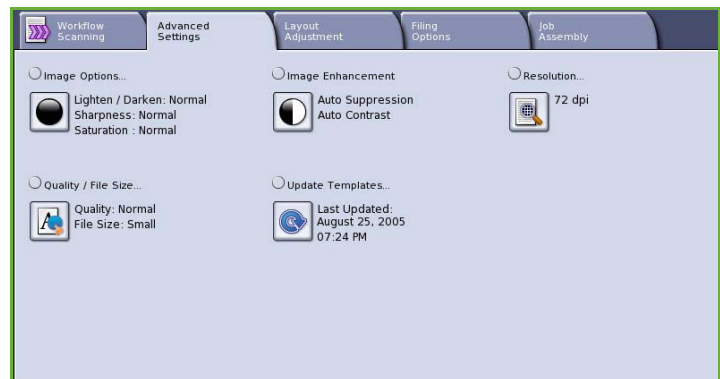 Workflow
Scanning
Advanced
Settings
Layout
Adjustment
Filing
Options
Job
Assembly
Image Options...
Lighten / Darken: Normal
Sharpness: Normal
Saturation : Normal
Image Enhancement
Auto Suppression
Auto Contrast
Resolution...
72 dpi
Quality / File Size...
Quality: Normal
File Size: Small
Update Templates...
Last Updated:
August 25, 2005
07:24 PM